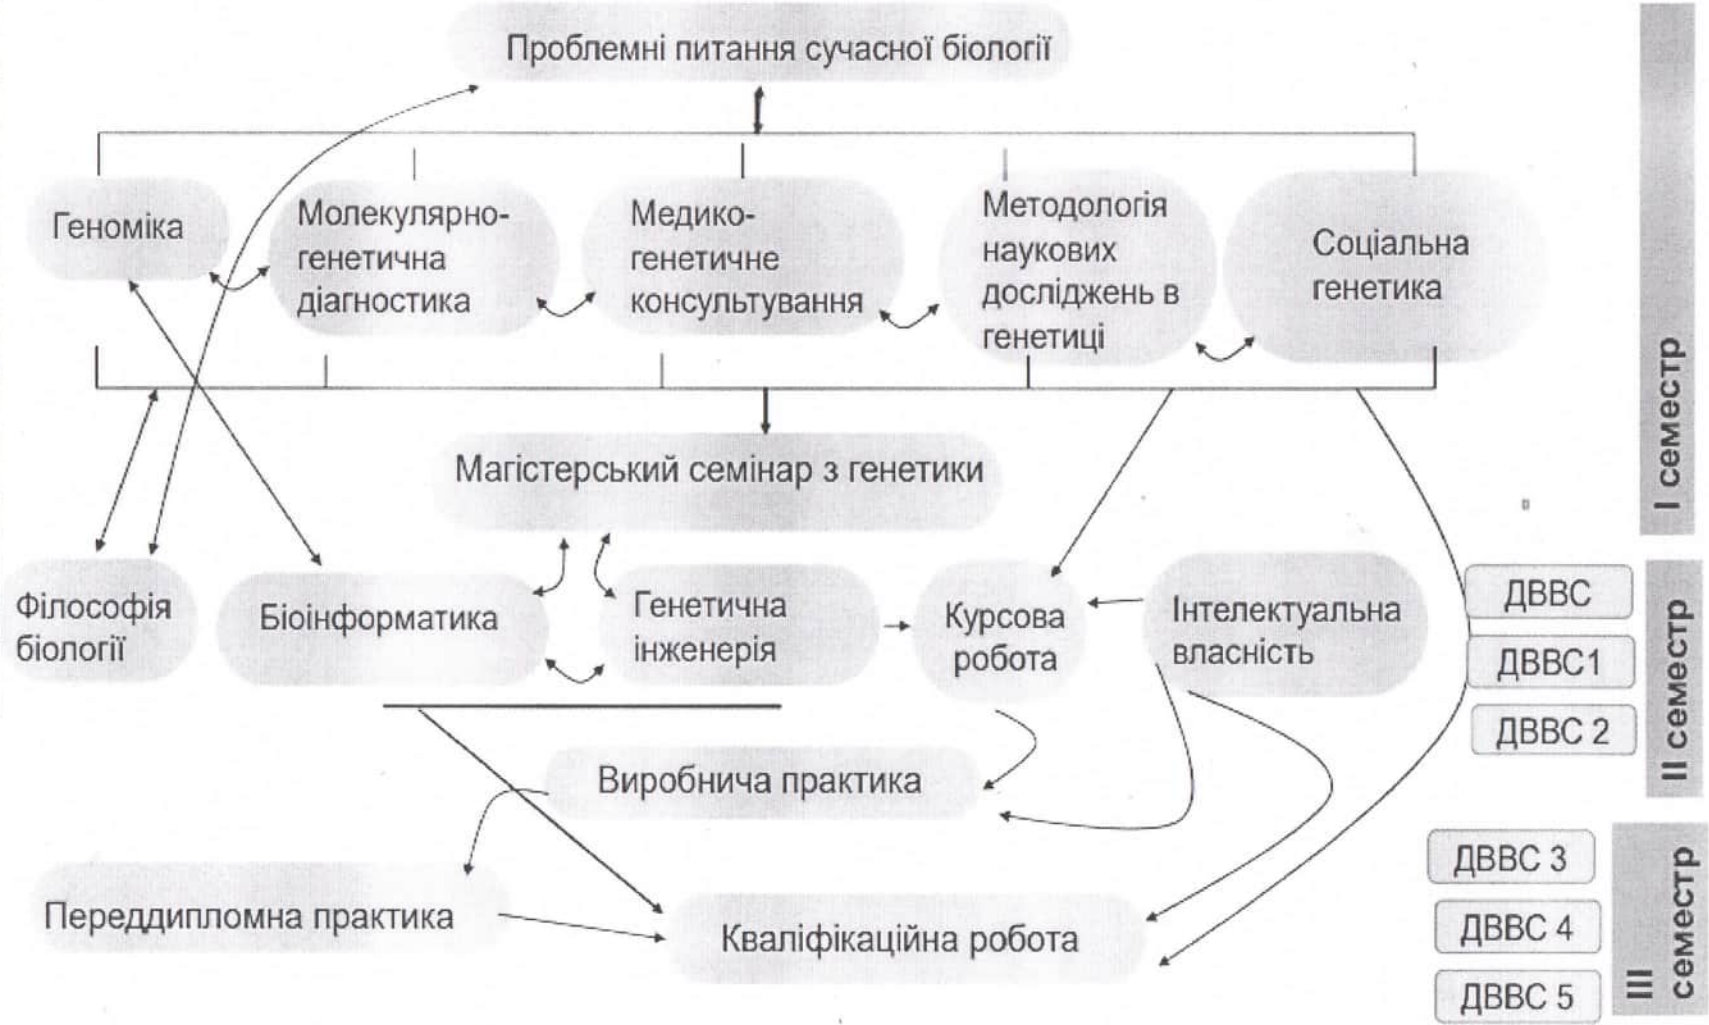 Проблемні питання сучасної біології
Геноміка
Молекулярно-
генетична
діагностика
Медико-
генетичне
консультування
Методологія
наукових
досліджень в
генетиці
Соціальна
генетика
I семестр
Магістерський семінар з генетики
Філософія
біології
Біоінформатика
Генетична
інженерія
Курсова
робота
Інтелектуальна
власність
ДВВС
ДВВС1
ДВВС 2
II семестр
Виробнича практика
Переддипломна практика
Кваліфікаційна робота
ДВВС 3
ДВВС 4
ДВВС 5
III
семестр